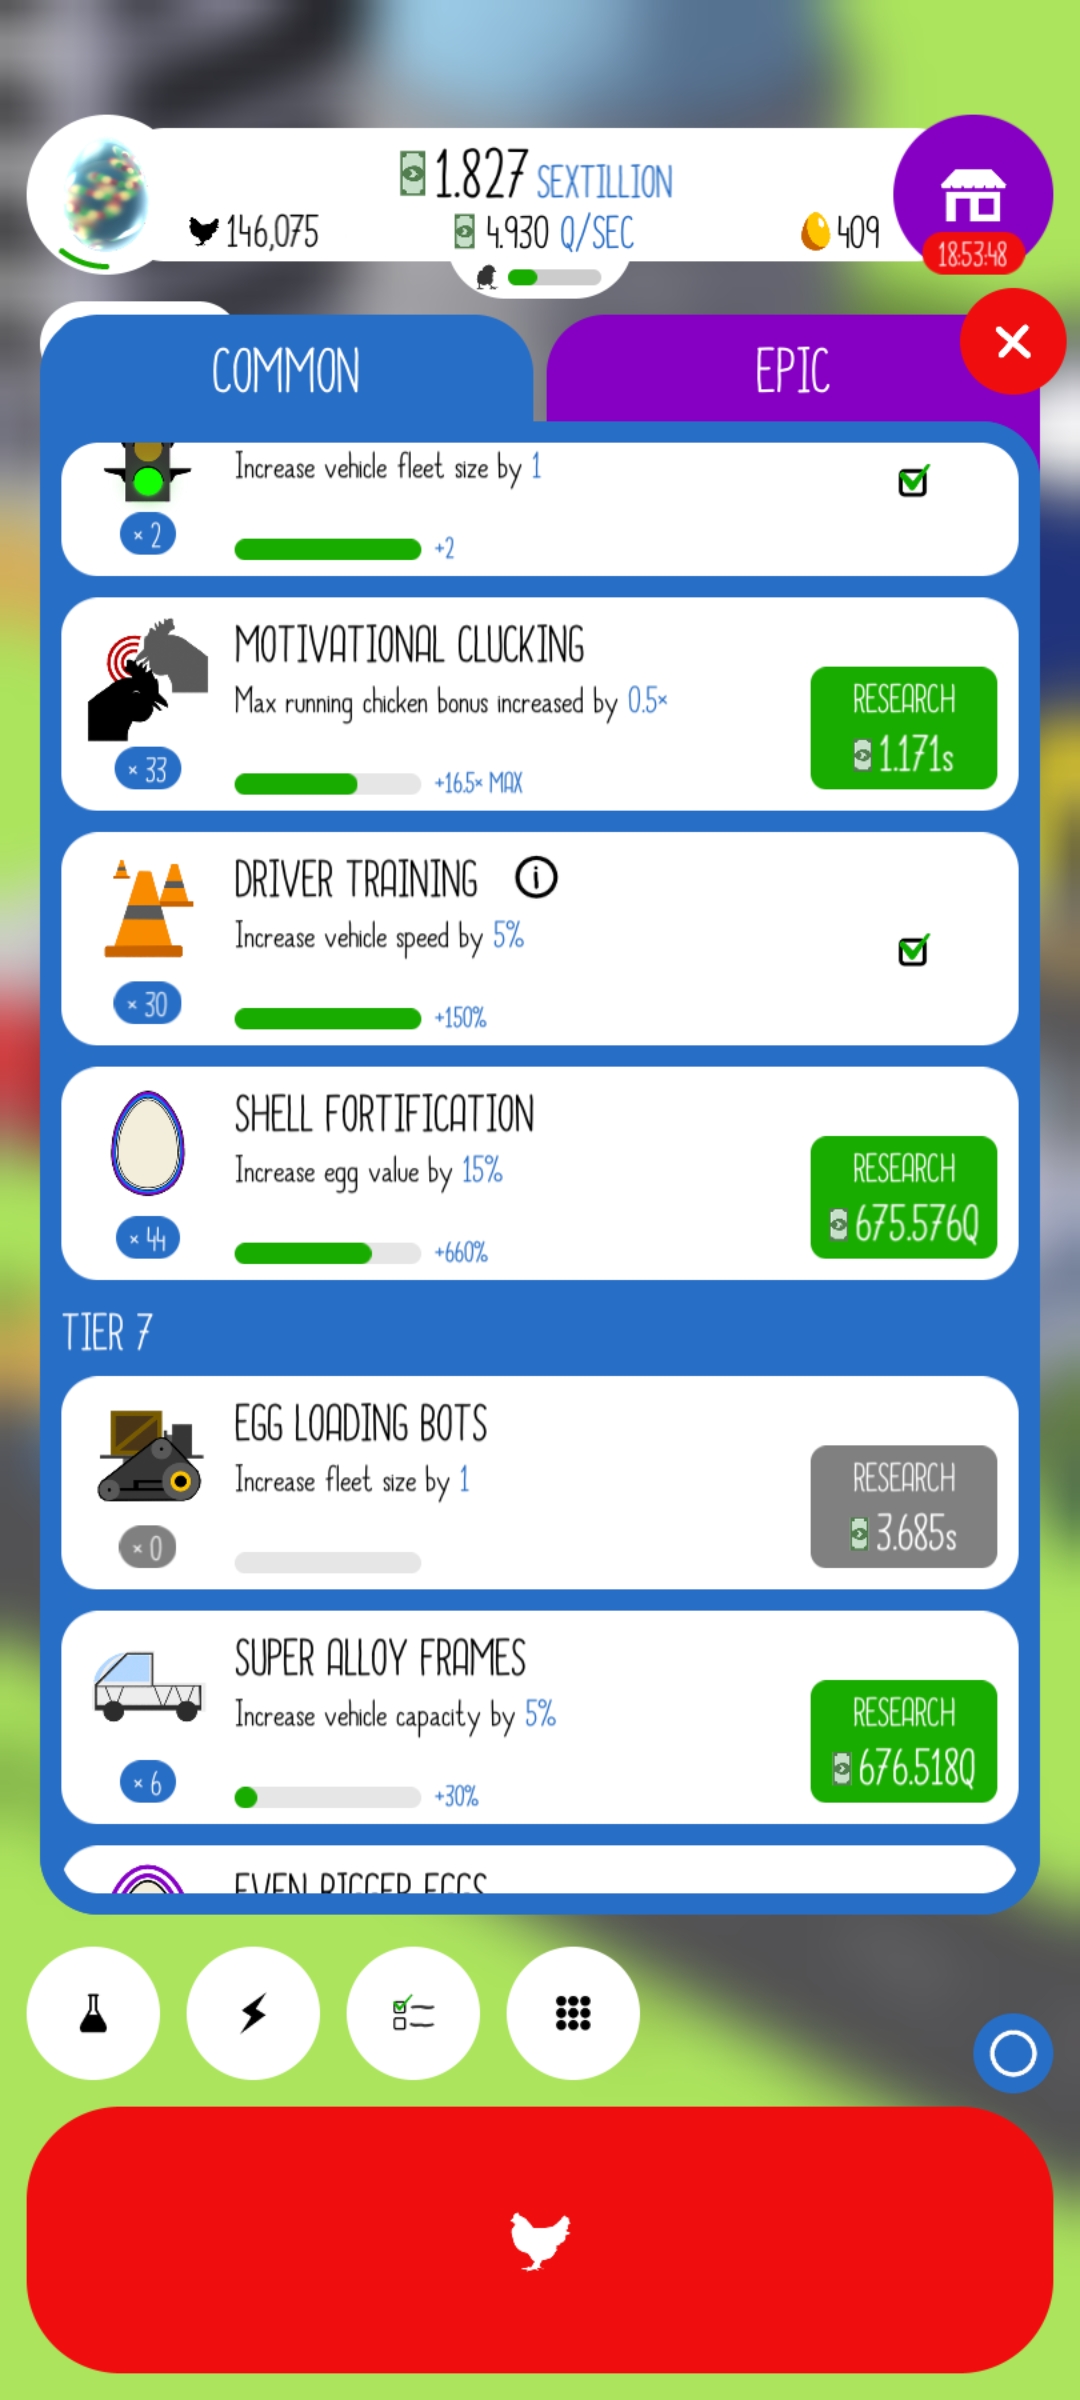 1.827 SEXTILLION
146,075
4.930 Q/SEC
409
18:53:48
COMMON
EPIC
Increase vehicle fleet size by 1
× 2
+2
MOTIVATIONAL CLUCKING
Max running chicken bonus increased by 0.5×
RESEARCH
1.171s
× 33
+16.5× MAX
DRIVER TRAINING
i
Increase vehicle speed by 5%
× 30
+150%
SHELL FORTIFICATION
Increase egg value by 15%
RESEARCH
675.576Q
× 44
+660%
TIER 7
EGG LOADING BOTS
Increase fleet size by 1
RESEARCH
3.685s
× 0
SUPER ALLOY FRAMES
Increase vehicle capacity by 5%
RESEARCH
676.518Q
× 6
+30%
EVEN BIGGER EGGS